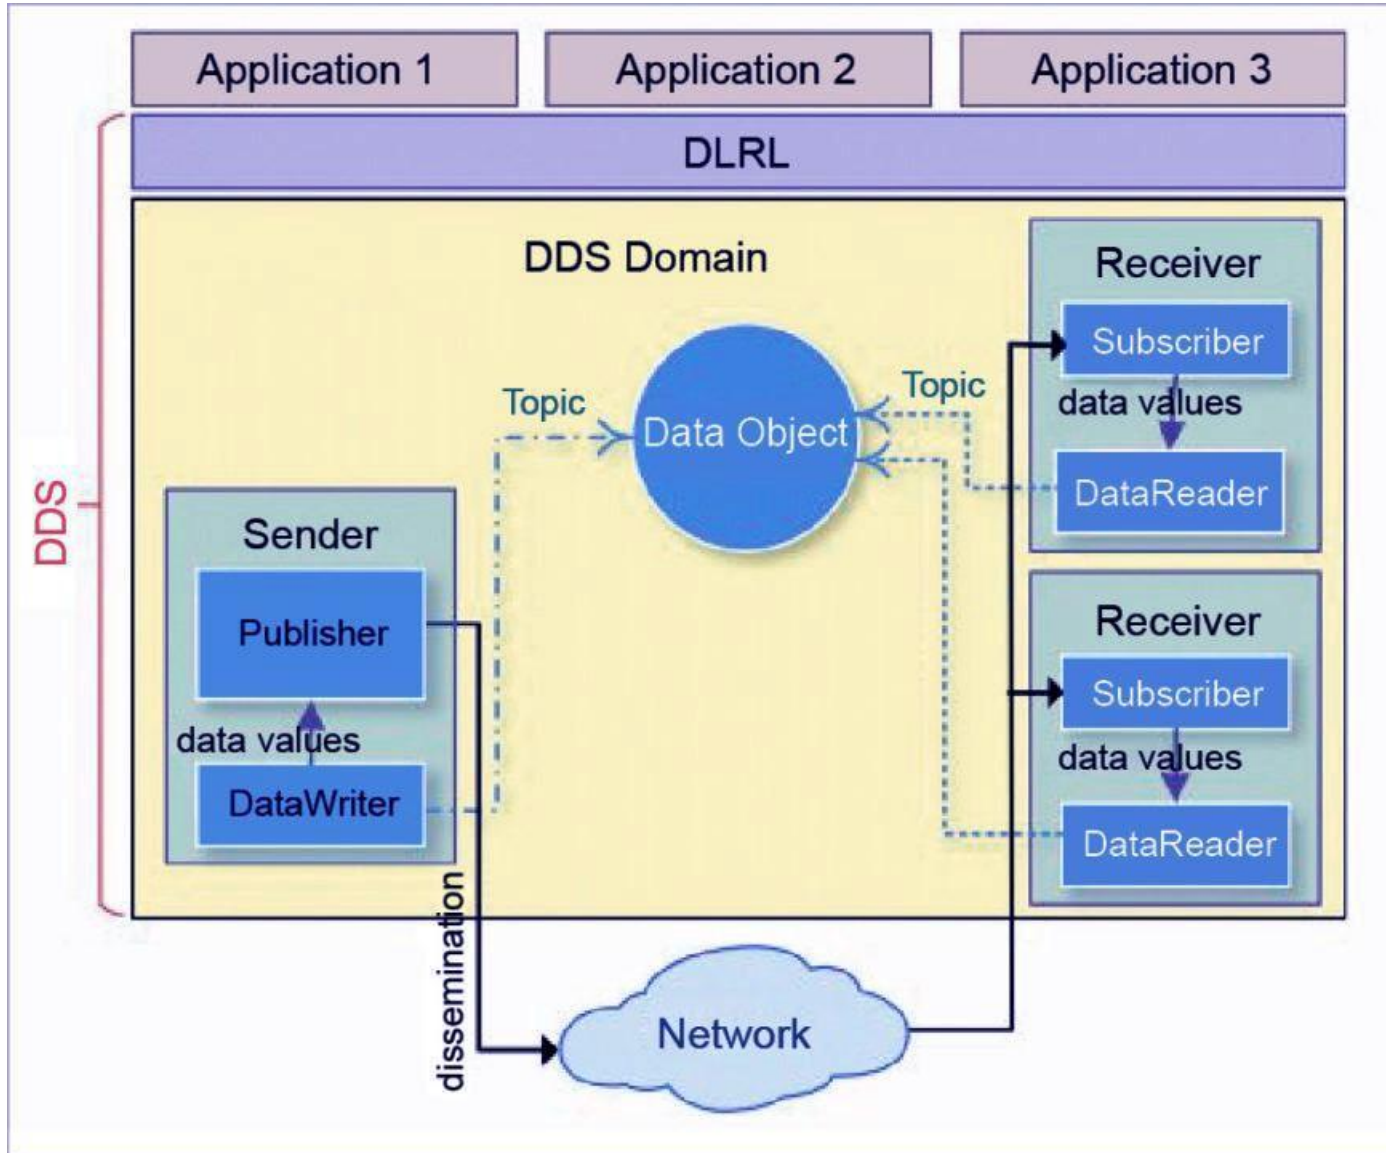 Application 1
Application 2
Application 3
DLRL
DDS Domain
DDS
Receiver
Subscriber
data values
DataReader
Topic
Data Object
Topic
Sender
Publisher
data values
DataWriter
Receiver
Subscriber
data values
DataReader
dissemination
Network